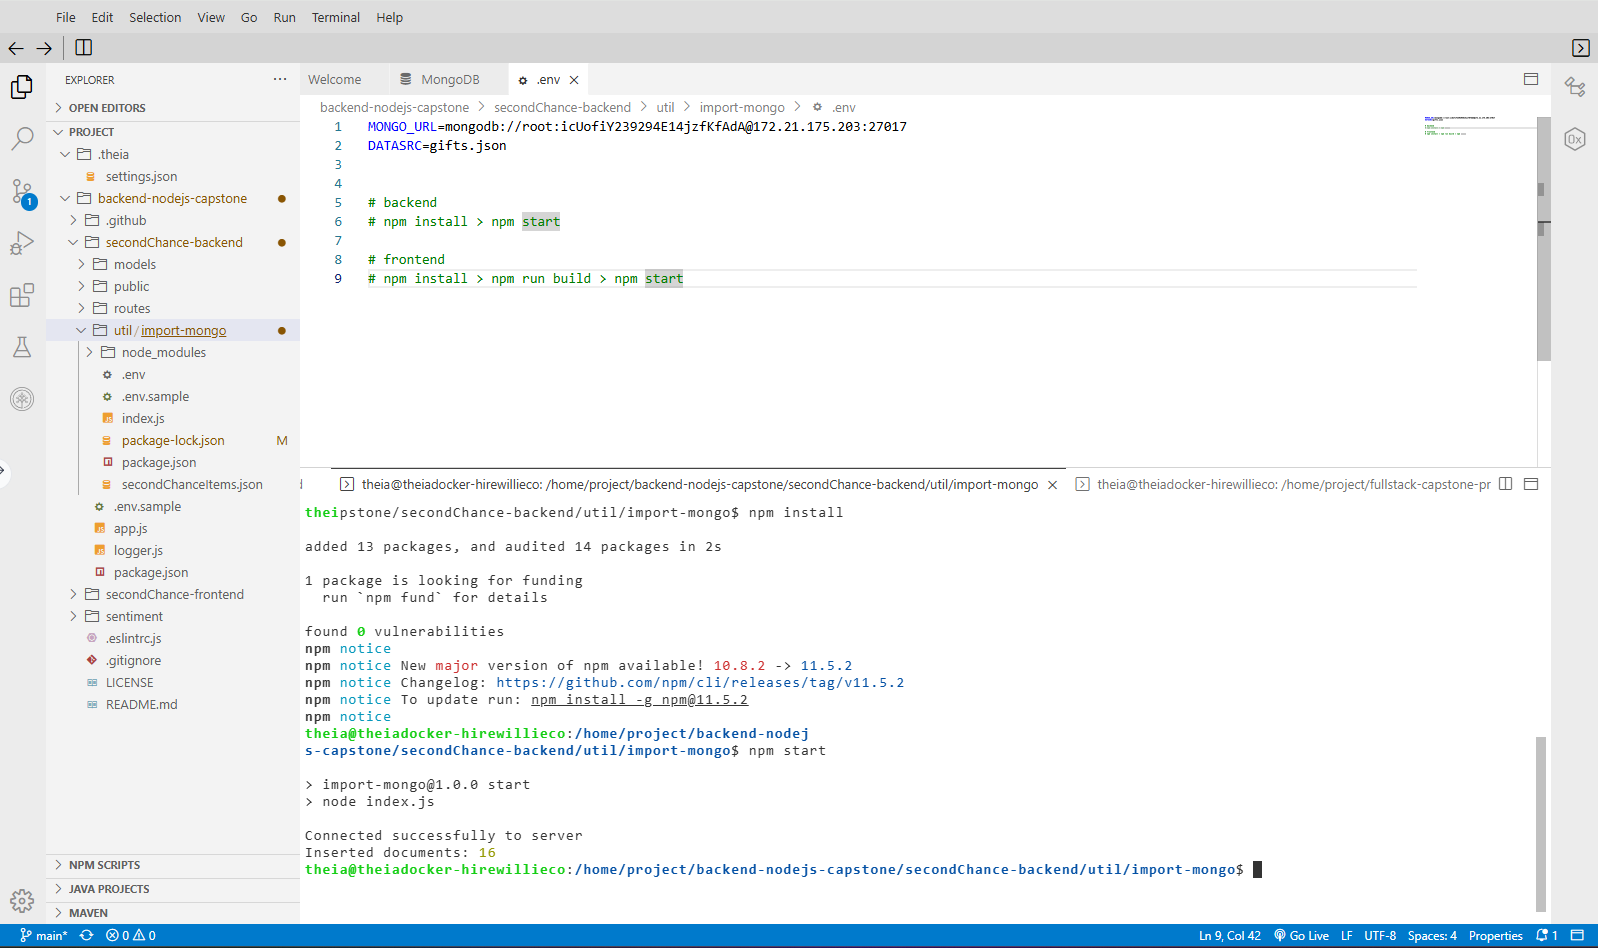 File Edit Selection View Go Run Terminal Help
EXPLORER
OPEN EDITORS
PROJECT
.theia
settings.json
backend-nodejs-capstone
.github
secondChance-backend
models
public
routes
util / import-mongo
node_modules
.env
.env.sample
index.js
package-lock.json M
package.json
secondChanceItems.json
.env.sample
app.js
logger.js
package.json
secondChance-frontend
sentiment
.eslintrc.js
.gitignore
LICENSE
README.md
NPM SCRIPTS
JAVA PROJECTS
MAVEN
1
Welcome MongoDB .env
backend-nodejs-capstone > secondChance-backend > util > import-mongo > .env
1 MONGO_URL=mongodb://root:icUofiY239294E14jzfKfAdA@172.21.175.203:27017
2 DATASRC=gifts.json
3
4
5 # backend
6 # npm install > npm start
7
8 # frontend
9 # npm install > npm run build > npm start
theia@theiadocker-hirewillieco: /home/project/backend-nodejs-capstone/secondChance-backend/util/import-mongo theia@theiadocker-hirewillieco: /home/project/fullstack-capstone-pr
theipstone/secondChance-backend/util/import-mongo$ npm install
added 13 packages, and audited 14 packages in 2s
1 package is looking for funding
run `npm fund` for details
found 0 vulnerabilities
npm notice
npm notice New major version of npm available! 10.8.2 -> 11.5.2
npm notice Changelog: https://github.com/npm/cli/releases/tag/v11.5.2
npm notice To update run: npm install -g npm@11.5.2
npm notice
theia@theiadocker-hirewillieco:/home/project/backend-nodej
s-capstone/secondChance-backend/util/import-mongo$ npm start
> import-mongo@1.0.0 start
> node index.js
Connected successfully to server
Inserted documents: 16
theia@theiadocker-hirewillieco:/home/project/backend-nodejs-capstone/secondChance-backend/util/import-mongo$
0x
main* 0 0 Ln 9, Col 42 Go Live LF UTF-8 Spaces: 4 Properties 1